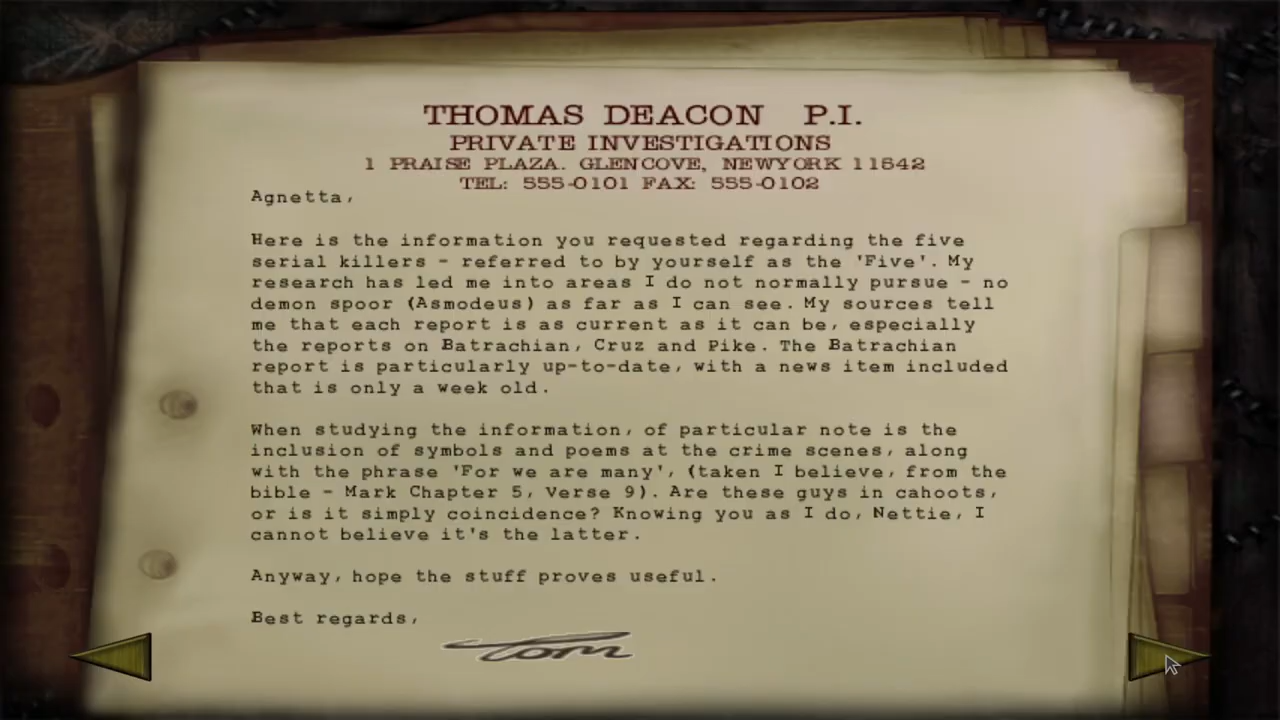 THOMAS DEACON P.I.
PRIVATE INVESTIGATIONS
1 PRAISE PLAZA. GLENCOVE, NEWYORK 11542
TEL: 555-0101 FAX: 555-0102
Agnetta,
Here is the information you requested regarding the five
serial killers - referred to by yourself as the 'Five'. My
research has led me into areas I do not normally pursue - no
demon spoor (Asmodeus) as far as I can see. My sources tell
me that each report is as current as it can be, especially
the reports on Batrachian, Cruz and Pike. The Batrachian
report is particularly up-to-date, with a news item included
that is only a week old.
When studying the information, of particular note is the
inclusion of symbols and poems at the crime scenes, along
with the phrase 'For we are many', (taken I believe, from the
bible - Mark Chapter 5, Verse 9). Are these guys in cahoots,
or is it simply coincidence? Knowing you as I do, Nettie, I
cannot believe it's the latter.
Anyway, hope the stuff proves useful.
Best regards,
Tom